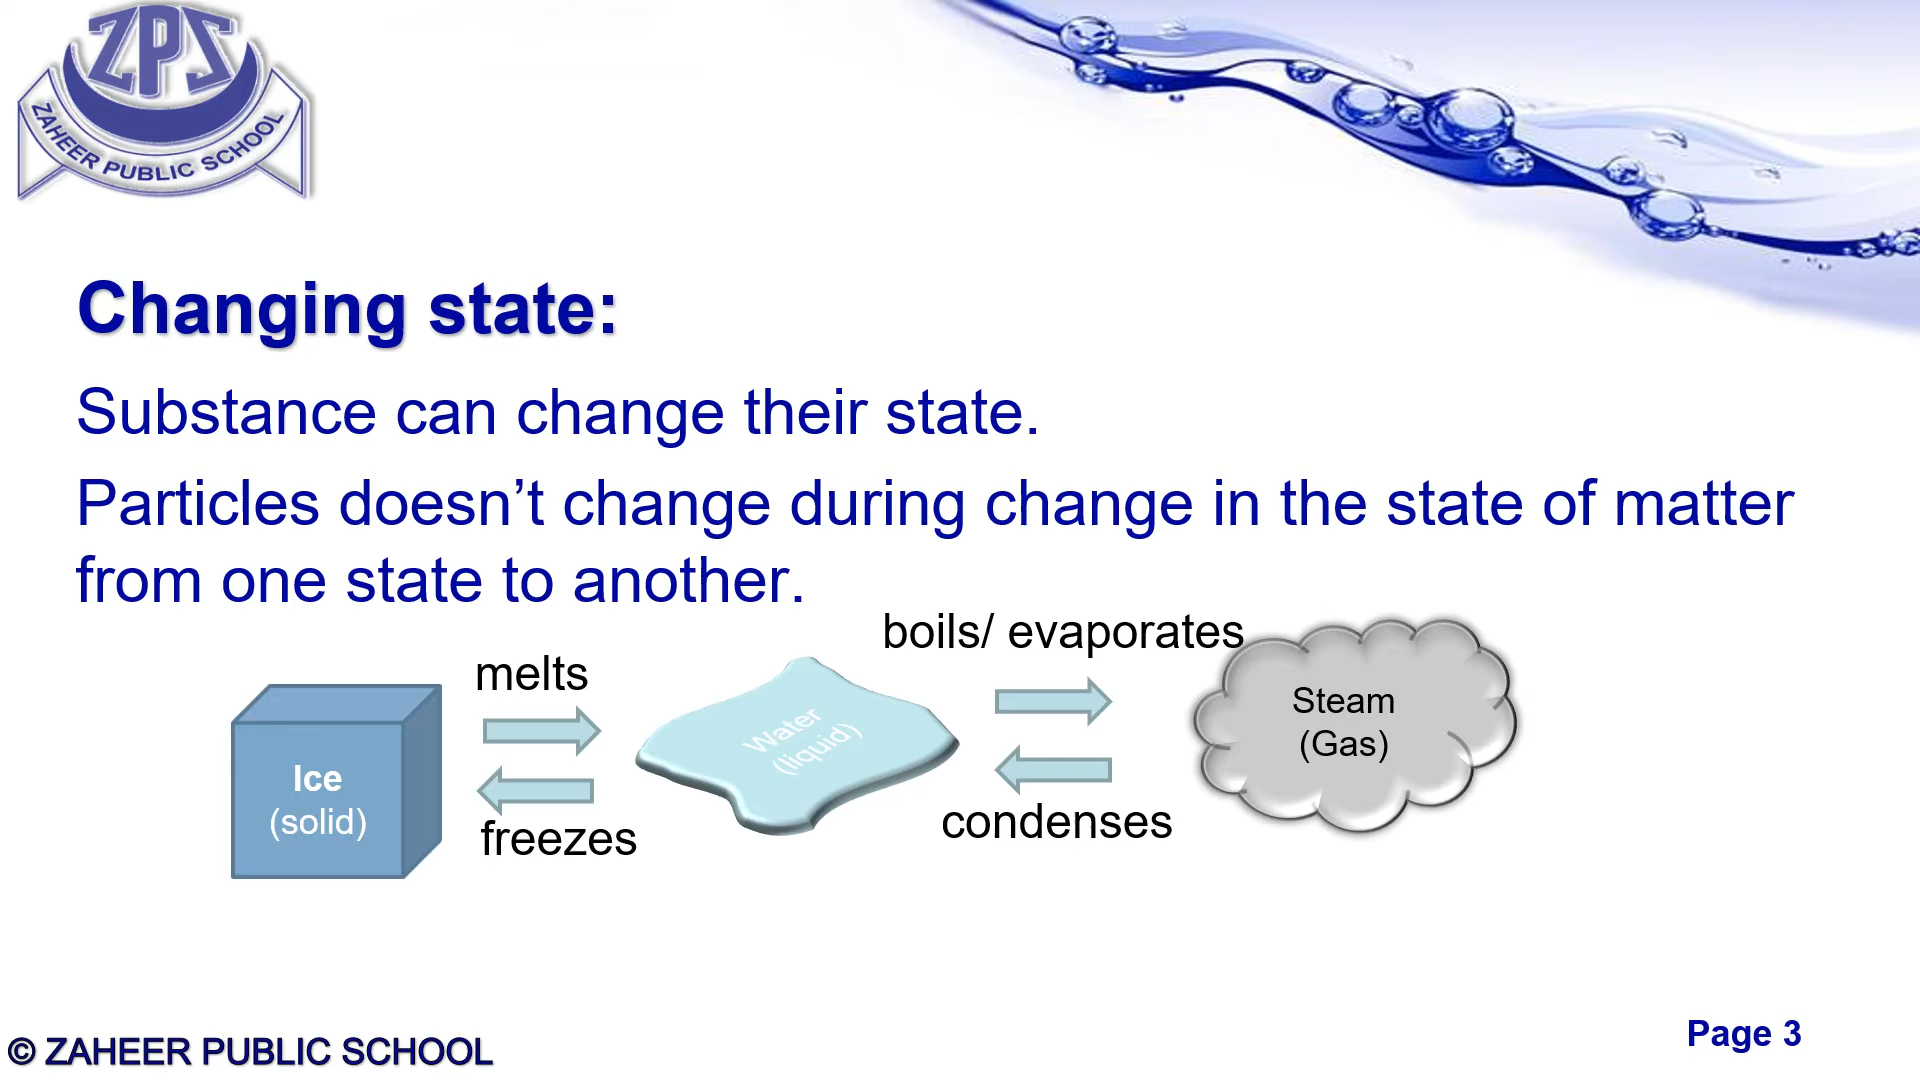 ZPS
ZAHEER PUBLIC SCHOOL
Changing state:
Substance can change their state.
Particles doesn’t change during change in the state of matter
from one state to another.
boils/ evaporates
melts
Steam
(Gas)
Water
(liquid)
Ice
(solid)
freezes
condenses
© ZAHEER PUBLIC SCHOOL
Page 3